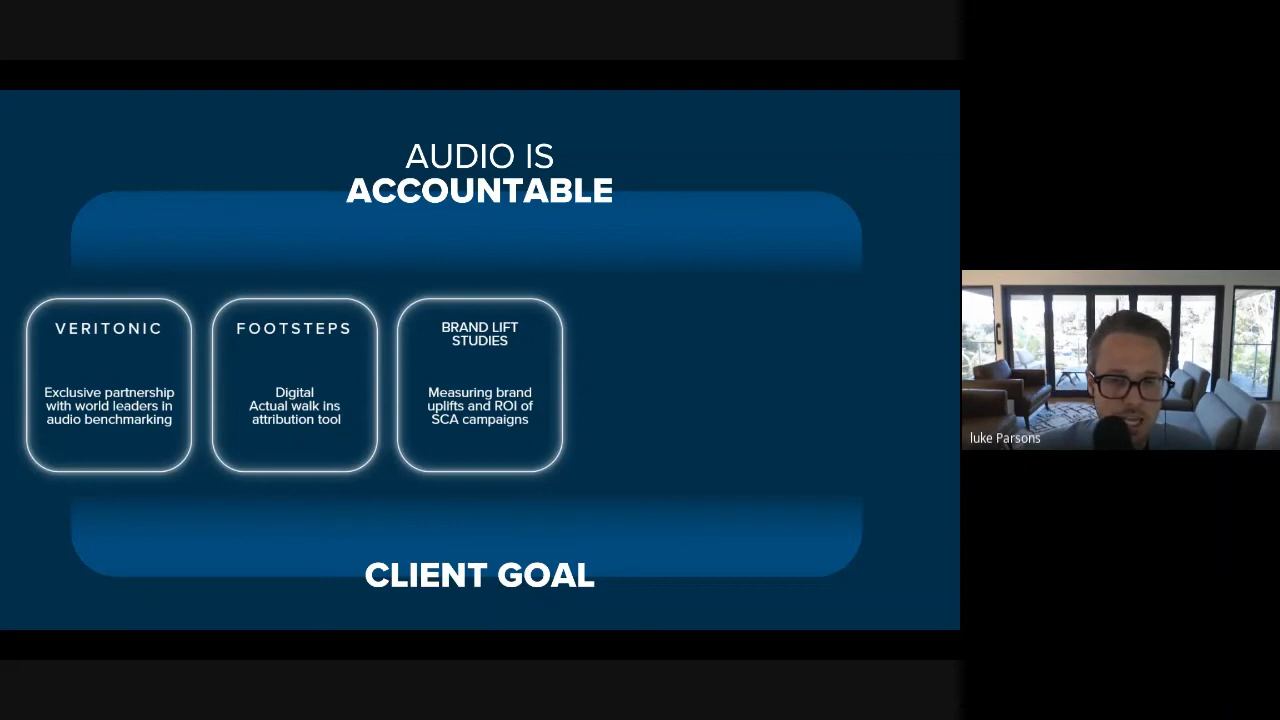 AUDIO IS
ACCOUNTABLE
VERITONIC
Exclusive partnership
with world leaders in
audio benchmarking
FOOTSTEPS
Digital
Actual walk ins
attribution tool
BRAND LIFT
STUDIES
Measuring brand
uplifts and ROI of
SCA campaigns
CLIENT GOAL
luke Parsons